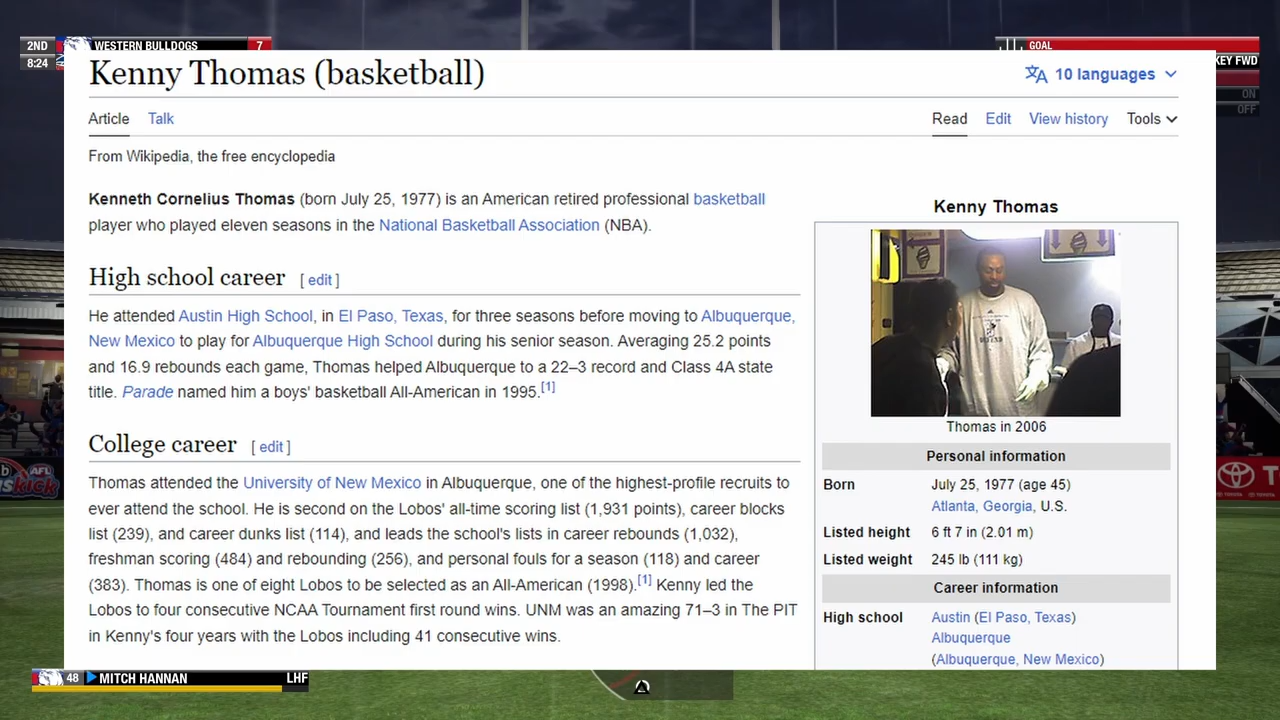 2ND
WESTERN BULLDOGS
7
8:24
GOAL
KEY FWD
ON
OFF
Kenny Thomas (basketball)
10 languages
Article
Talk
Read
Edit
View history
Tools
From Wikipedia, the free encyclopedia
Kenneth Cornelius Thomas (born July 25, 1977) is an American retired professional basketball
player who played eleven seasons in the National Basketball Association (NBA).
High school career [ edit ]
He attended Austin High School, in El Paso, Texas, for three seasons before moving to Albuquerque,
New Mexico to play for Albuquerque High School during his senior season. Averaging 25.2 points
and 16.9 rebounds each game, Thomas helped Albuquerque to a 22–3 record and Class 4A state
title. Parade named him a boys' basketball All-American in 1995.[1]
College career [ edit ]
Thomas attended the University of New Mexico in Albuquerque, one of the highest-profile recruits to
ever attend the school. He is second on the Lobos' all-time scoring list (1,931 points), career blocks
list (239), and career dunks list (114), and leads the school's lists in career rebounds (1,032),
freshman scoring (484) and rebounding (256), and personal fouls for a season (118) and career
(383). Thomas is one of eight Lobos to be selected as an All-American (1998).[1] Kenny led the
Lobos to four consecutive NCAA Tournament first round wins. UNM was an amazing 71–3 in The PIT
in Kenny's four years with the Lobos including 41 consecutive wins.
Kenny Thomas
Thomas in 2006
Personal information
Born
July 25, 1977 (age 45)
Atlanta, Georgia, U.S.
Listed height
6 ft 7 in (2.01 m)
Listed weight
245 lb (111 kg)
Career information
High school
Austin (El Paso, Texas)
Albuquerque
(Albuquerque, New Mexico)
AFL
TOYOTA
48
MITCH HANNAN
LHF